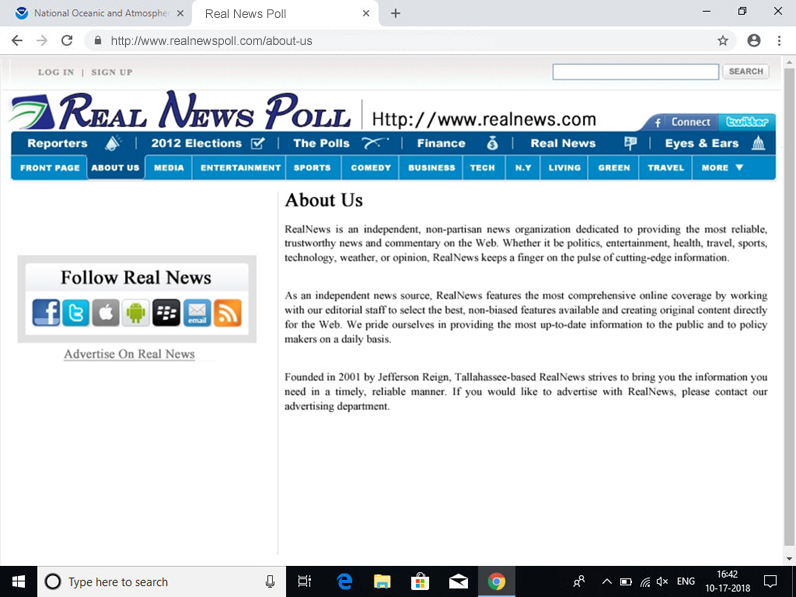 National Oceanic and Atmospher
Real News Poll
http://www.realnewspoll.com/about-us
LOG IN | SIGN UP
SEARCH
REAL NEWS POLL
Http://www.realnews.com
f Connect
twitter
Reporters | 2012 Elections | The Polls | Finance | Real News | Eyes & Ears
FRONT PAGE ABOUT US MEDIA ENTERTAINMENT SPORTS COMEDY BUSINESS TECH N.Y LIVING GREEN TRAVEL MORE
About Us
RealNews is an independent, non-partisan news organization dedicated to providing the most reliable,
trustworthy news and commentary on the Web. Whether it be politics, entertainment, health, travel, sports,
technology, weather, or opinion, RealNews keeps a finger on the pulse of cutting-edge information.
As an independent news source, RealNews features the most comprehensive online coverage by working
with our editorial staff to select the best, non-biased features available and creating original content directly
for the Web. We pride ourselves in providing the most up-to-date information to the public and to policy
makers on a daily basis.
Founded in 2001 by Jefferson Reign, Tallahassee-based RealNews strives to bring you the information you
need in a timely, reliable manner. If you would like to advertise with RealNews, please contact our
advertising department.
Follow Real News
email
Advertise On Real News
Type here to search
ENG
16:42
10-17-2018